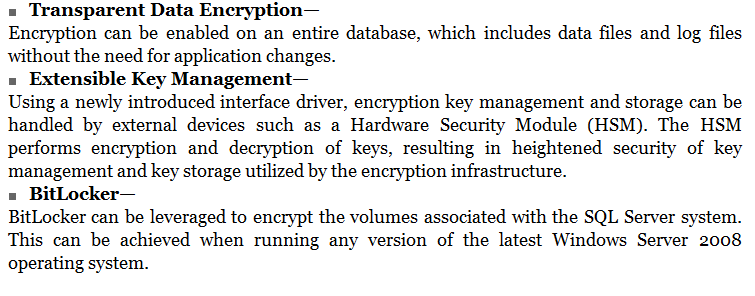 ▪ Transparent Data Encryption—
Encryption can be enabled on an entire database, which includes data files and log files
without the need for application changes.
▪ Extensible Key Management—
Using a newly introduced interface driver, encryption key management and storage can be
handled by external devices such as a Hardware Security Module (HSM). The HSM
performs encryption and decryption of keys, resulting in heightened security of key
management and key storage utilized by the encryption infrastructure.
▪ BitLocker—
BitLocker can be leveraged to encrypt the volumes associated with the SQL Server system.
This can be achieved when running any version of the latest Windows Server 2008
operating system.